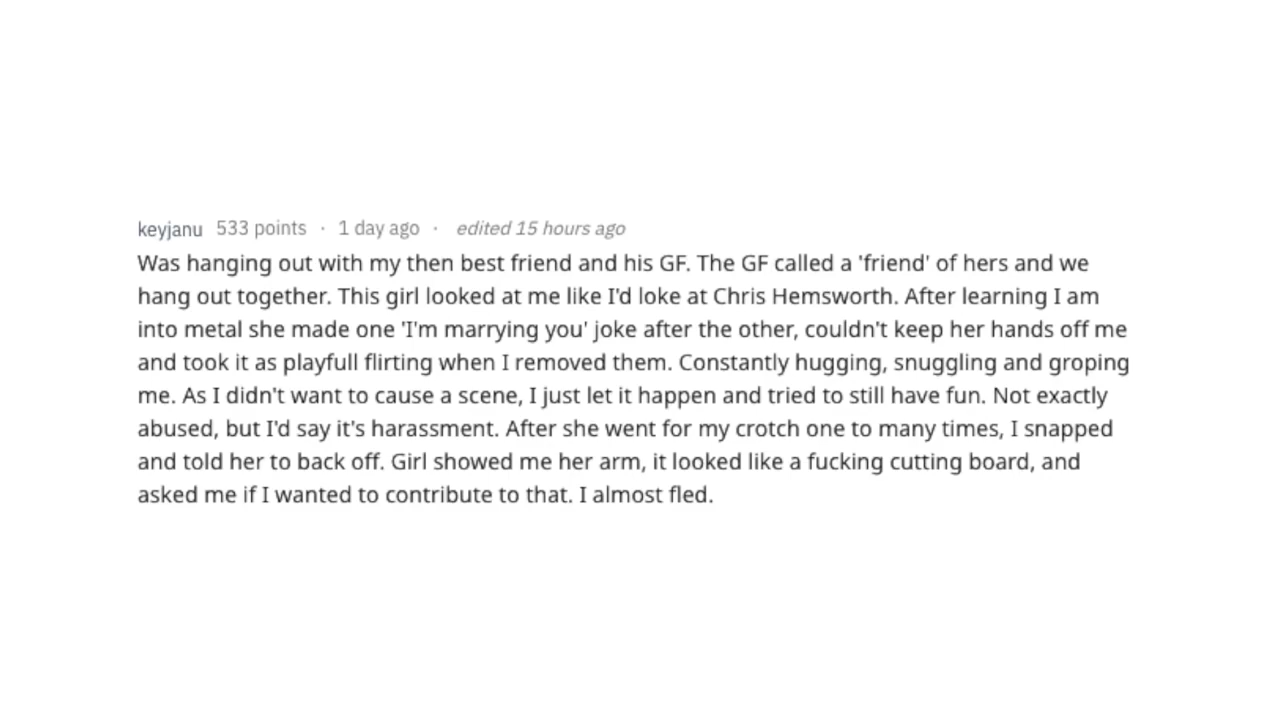 keyjanu 533 points · 1 day ago · edited 15 hours ago
Was hanging out with my then best friend and his GF. The GF called a 'friend' of hers and we
hang out together. This girl looked at me like I'd loke at Chris Hemsworth. After learning I am
into metal she made one 'I'm marrying you' joke after the other, couldn't keep her hands off me
and took it as playfull flirting when I removed them. Constantly hugging, snuggling and groping
me. As I didn't want to cause a scene, I just let it happen and tried to still have fun. Not exactly
abused, but I'd say it's harassment. After she went for my crotch one to many times, I snapped
and told her to back off. Girl showed me her arm, it looked like a fucking cutting board, and
asked me if I wanted to contribute to that. I almost fled.